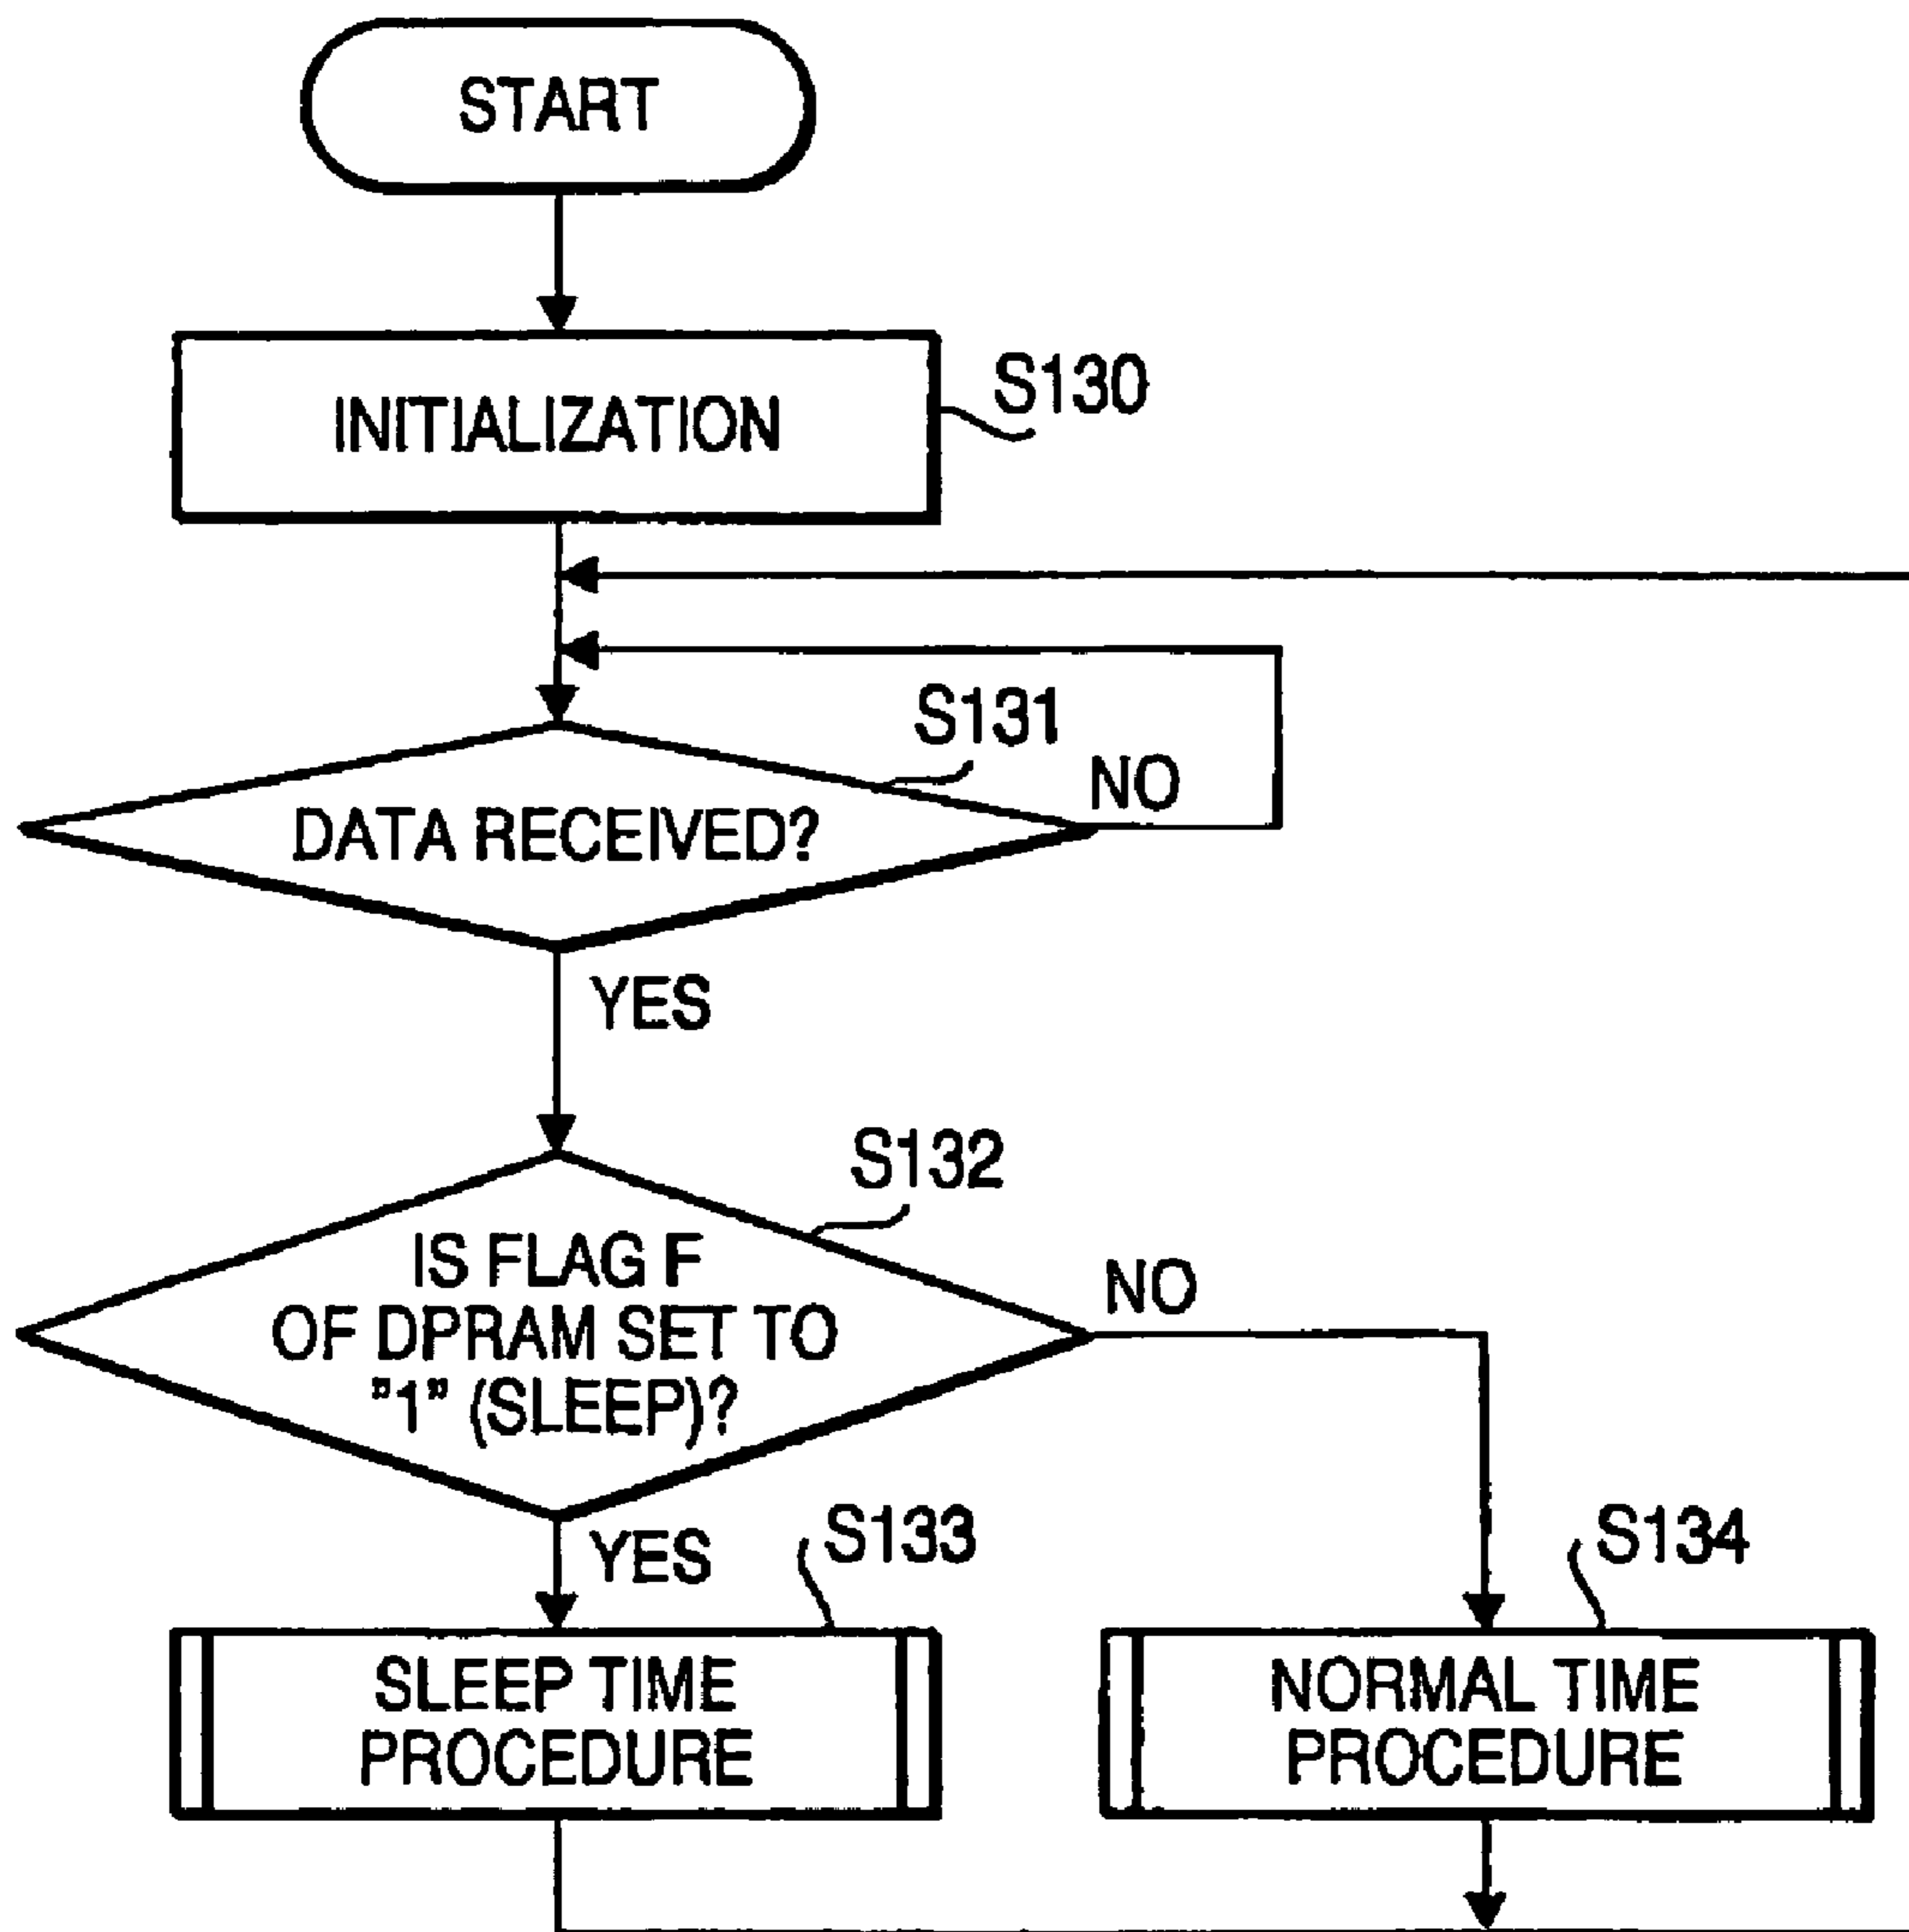 START
INITIALIZATION
S130
S131
DATA RECEIVED?
NO
YES
S132
IS FLAG F
OF DPRAM SET TO
"1" (SLEEP)?
NO
YES
S133
S134
SLEEP TIME
PROCEDURE
NORMAL TIME
PROCEDURE